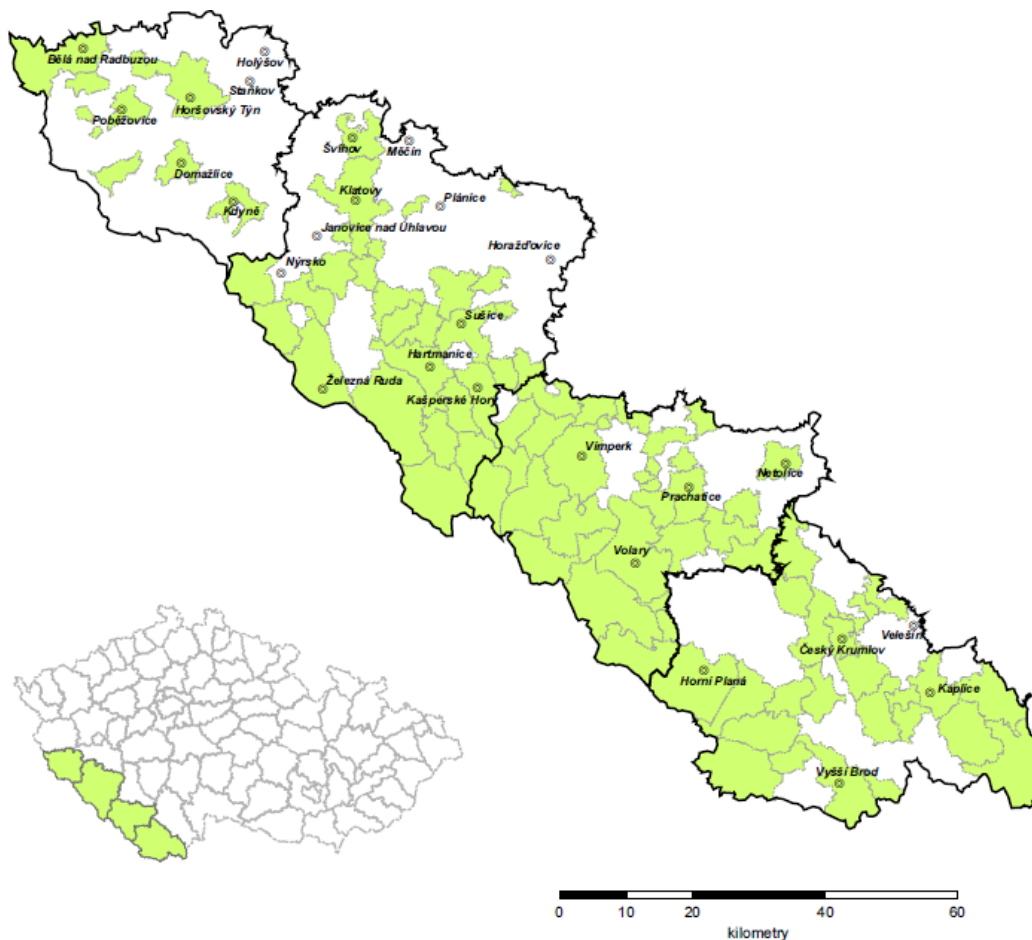 Bělá nad Radbuzou
Holýšov
Staňkov
Horšovský Týn
Poběžovice
Švihov
Měčín
Domažlice
Klatovy
Plánice
Kdyně
Janovice nad Úhlavou
Horažďovice
Nýrsko
Sušice
Hartmanice
Železná Ruda
Kašperské Hory
Vimperk
Netolice
Prachatice
Volary
Velešín
Český Krumlov
Horní Planá
Kaplice
Vyšší Brod
0 10 20 40 60
kilometry